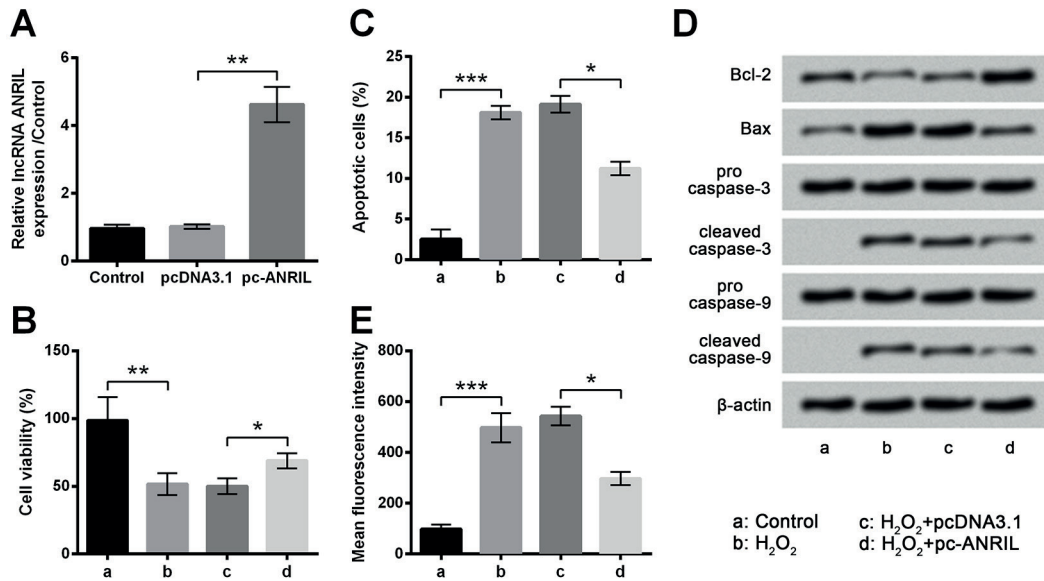 A
Relative lncRNA ANRIL
expression /Control
6
4
2
0
**
Control pcDNA3.1 pc-ANRIL
B
Cell viability (%)
150
100
50
0
**
*
a b c d
C
Apoptotic cells (%)
25
20
15
10
5
0
***
*
a b c d
E
Mean fluorescence intensity
800
600
400
200
0
***
*
a b c d
D
Bcl-2
Bax
pro
caspase-3
cleaved
caspase-3
pro
caspase-9
cleaved
caspase-9
β-actin
a b c d
a: Control c: H₂O₂+pcDNA3.1
b: H₂O₂ d: H₂O₂+pc-ANRIL